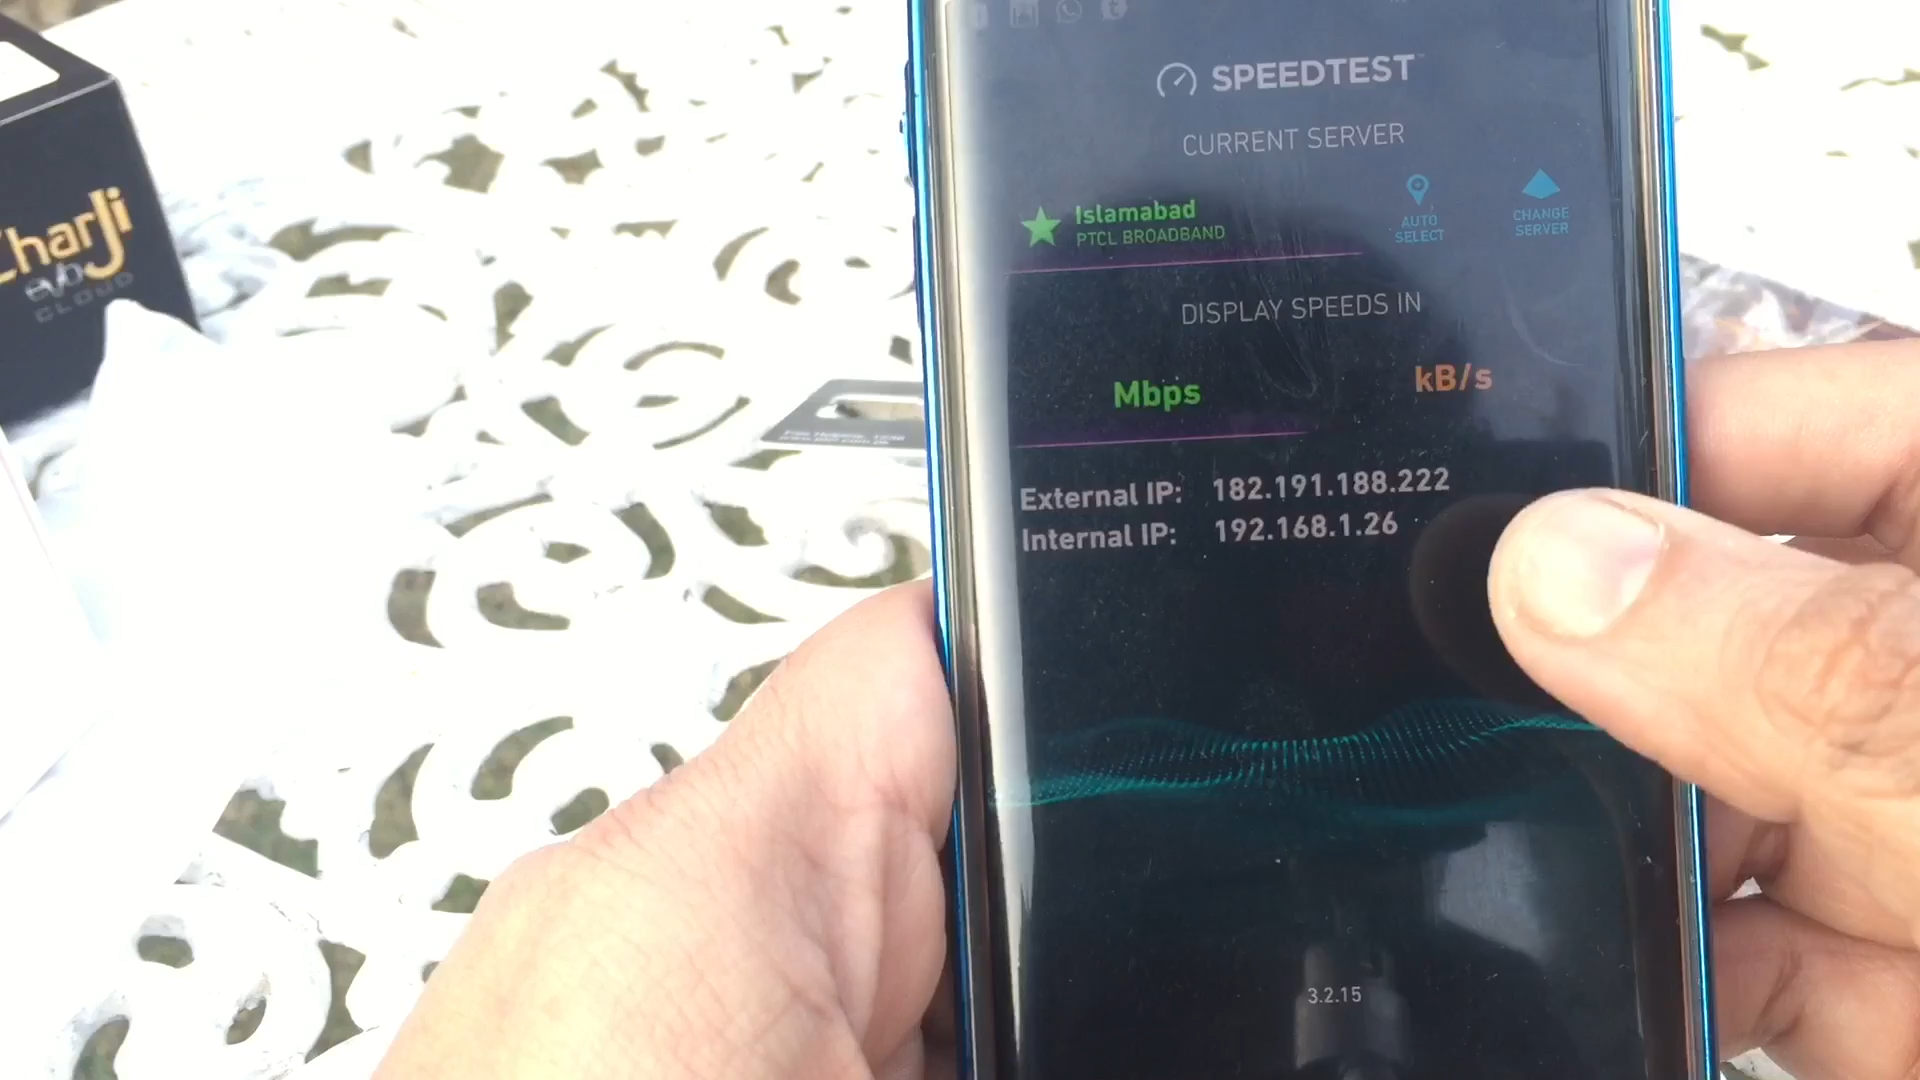 CharJi
evo
CLOUD
SPEEDTEST
CURRENT SERVER
Islamabad
PTCL BROADBAND
AUTO
SELECT
CHANGE
SERVER
DISPLAY SPEEDS IN
Mbps
kB/s
External IP: 182.191.188.222
Internal IP: 192.168.1.26
3.2.15